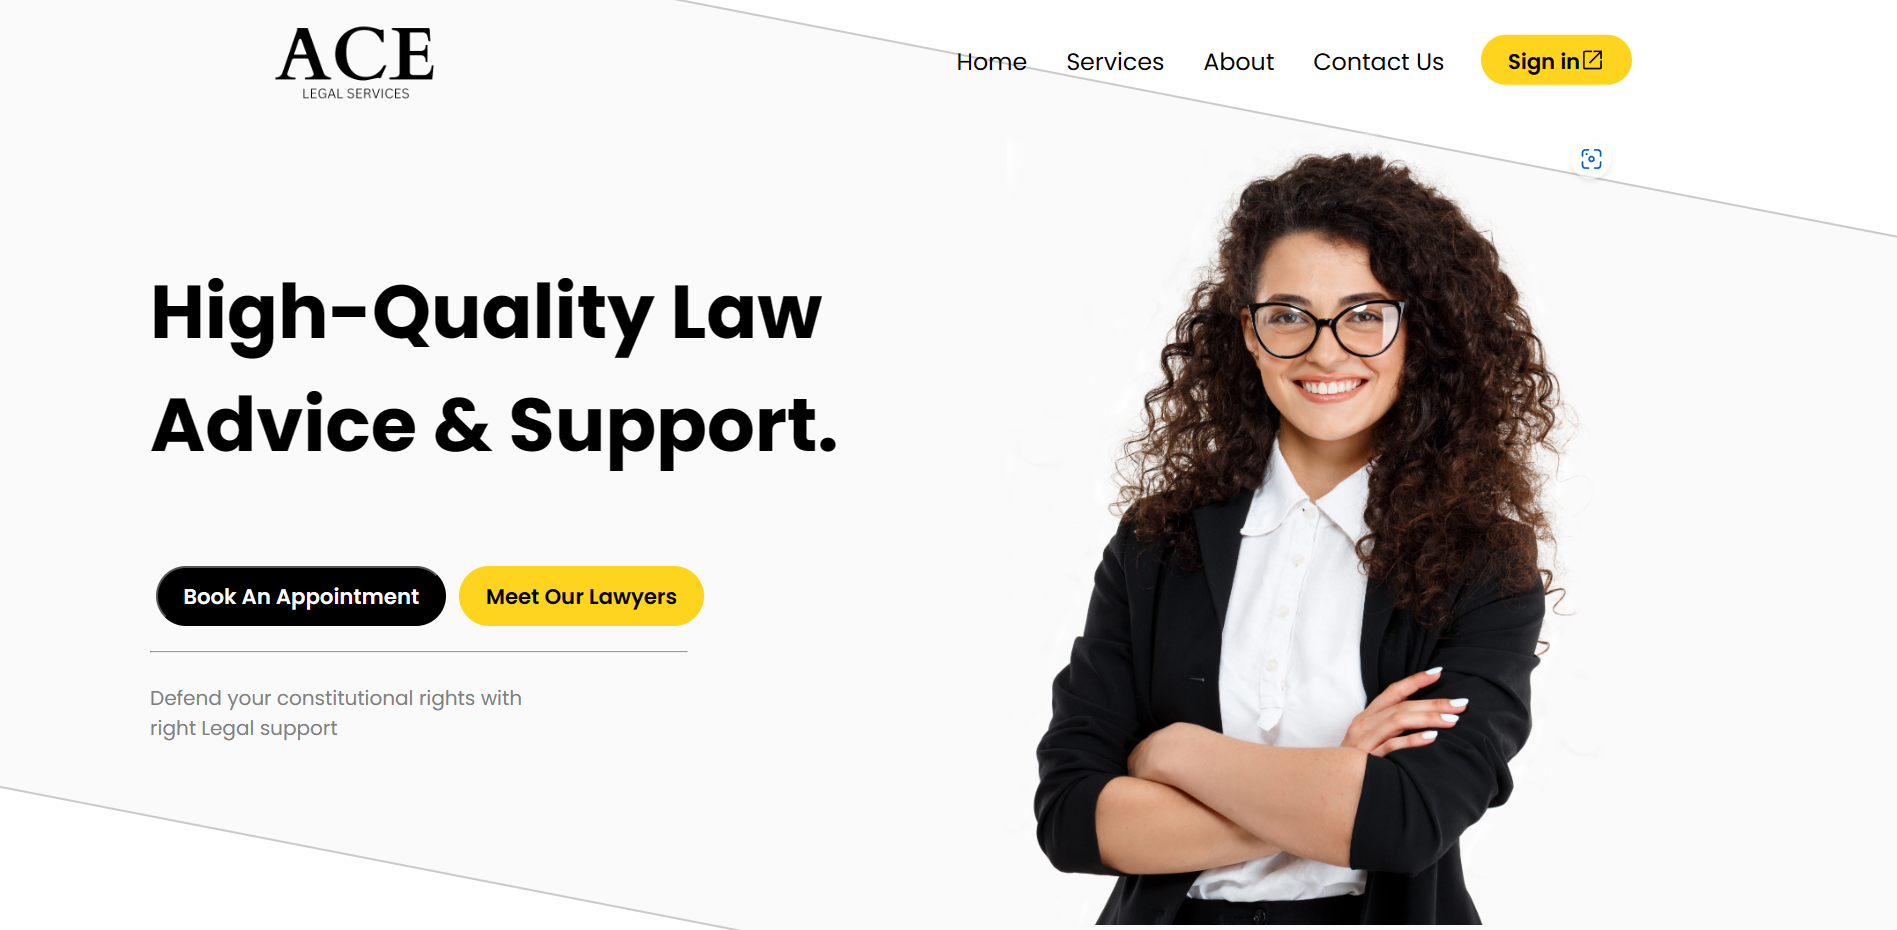 ACE
LEGAL SERVICES
Home Services About Contact Us Sign in
High-Quality Law
Advice & Support.
Book An Appointment Meet Our Lawyers
Defend your constitutional rights with
right Legal support